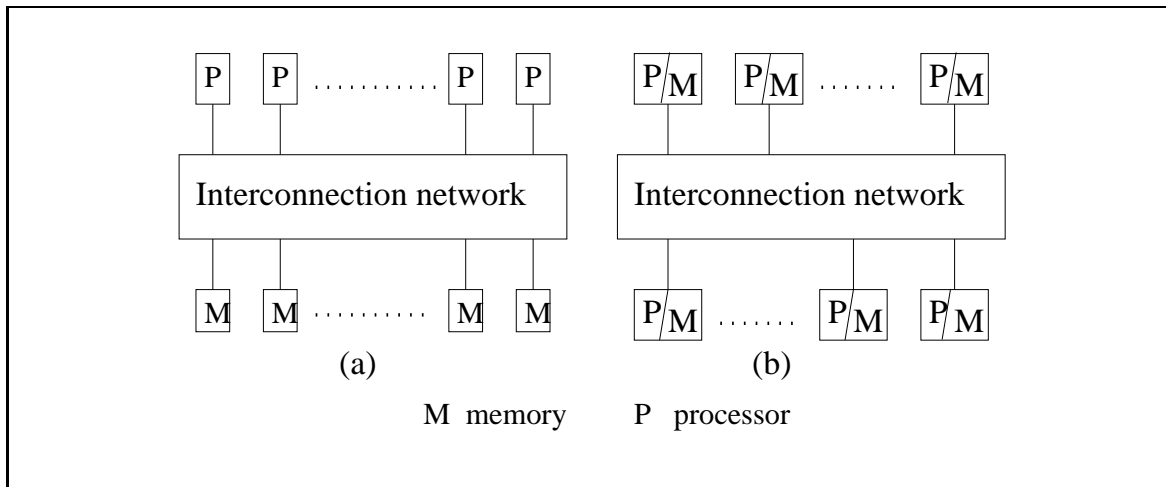 P P ........... P P
P/M P/M ....... P/M
Interconnection network
Interconnection network
M M .......... M M
P/M ....... P/M P/M
(a)
(b)
M memory P processor